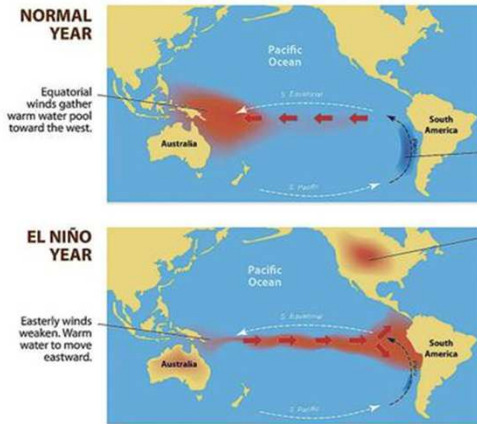 NORMAL
YEAR
Pacific
Ocean
Equatorial
winds gather
warm water pool
toward the west.
S. Equatorial
Australia
South
America
S. Pacific
EL NIÑO
YEAR
Pacific
Ocean
Easterly winds
weaken. Warm
water to move
eastward.
S. Equatorial
Australia
South
America
S. Pacific